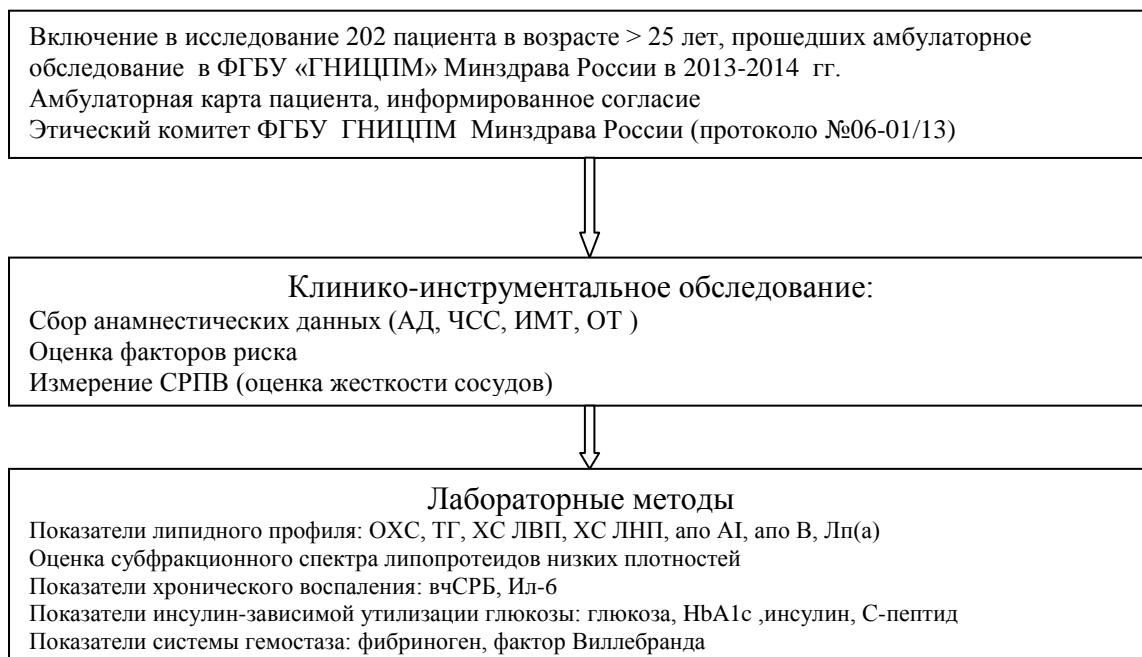 Включение в исследование 202 пациента в возрасте > 25 лет, прошедших амбулаторное
обследование в ФГБУ «ГНИЦПМ» Минздрава России в 2013-2014 гг.
Амбулаторная карта пациента, информированное согласие
Этический комитет ФГБУ ГНИЦПМ Минздрава России (протоколо №06-01/13)
Клинико-инструментальное обследование:
Сбор анамнестических данных (АД, ЧСС, ИМТ, ОТ )
Оценка факторов риска
Измерение СРПВ (оценка жесткости сосудов)
Лабораторные методы
Показатели липидного профиля: ОХС, ТГ, ХС ЛВП, ХС ЛНП, апо АI, апо В, Лп(а)
Оценка субфракционного спектра липопротеидов низких плотностей
Показатели хронического воспаления: вчСРБ, Ил-6
Показатели инсулин-зависимой утилизации глюкозы: глюкоза, HbA1c ,инсулин, С-пептид
Показатели системы гемостаза: фибриноген, фактор Виллебранда